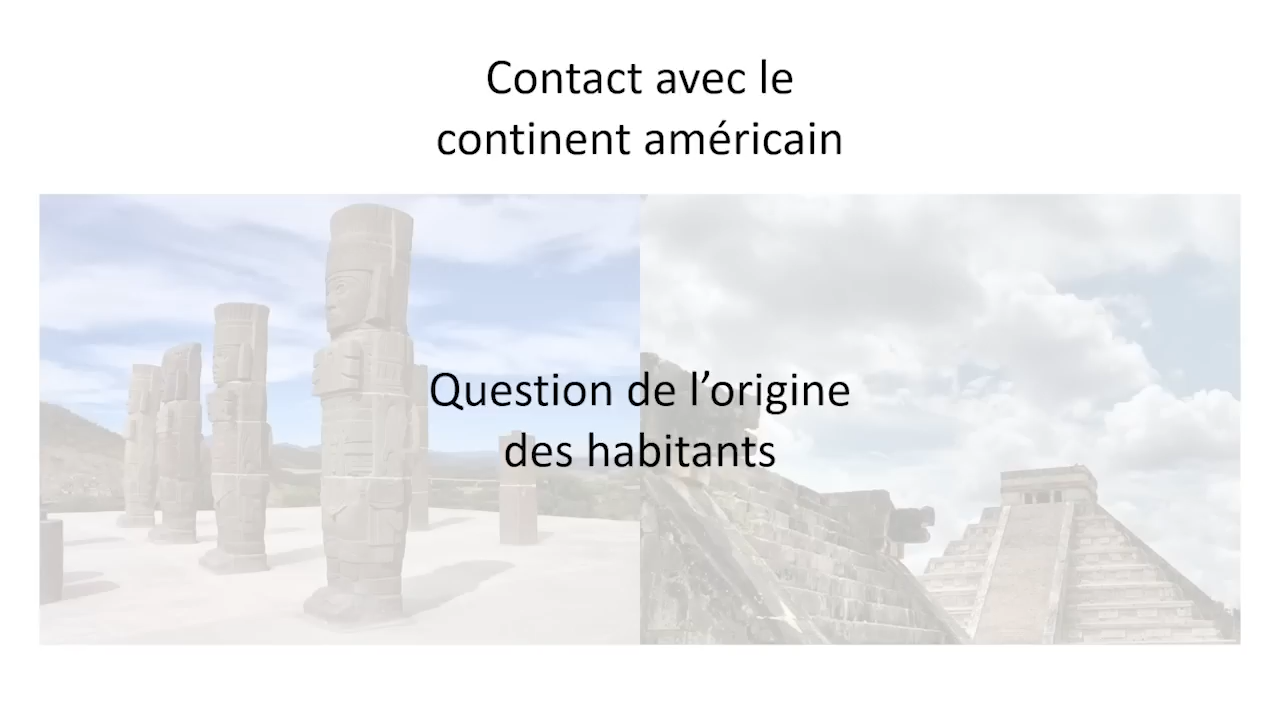 Contact avec le
continent américain
Question de l’origine
des habitants